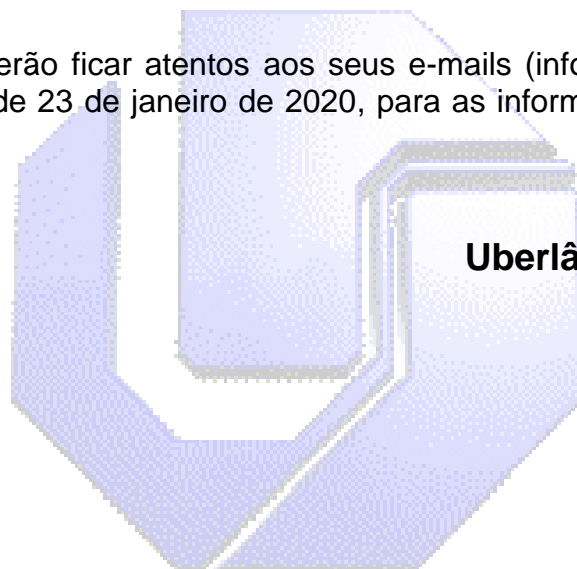 erão ficar atentos aos seus e-mails (info
de 23 de janeiro de 2020, para as inform
Uberlâ